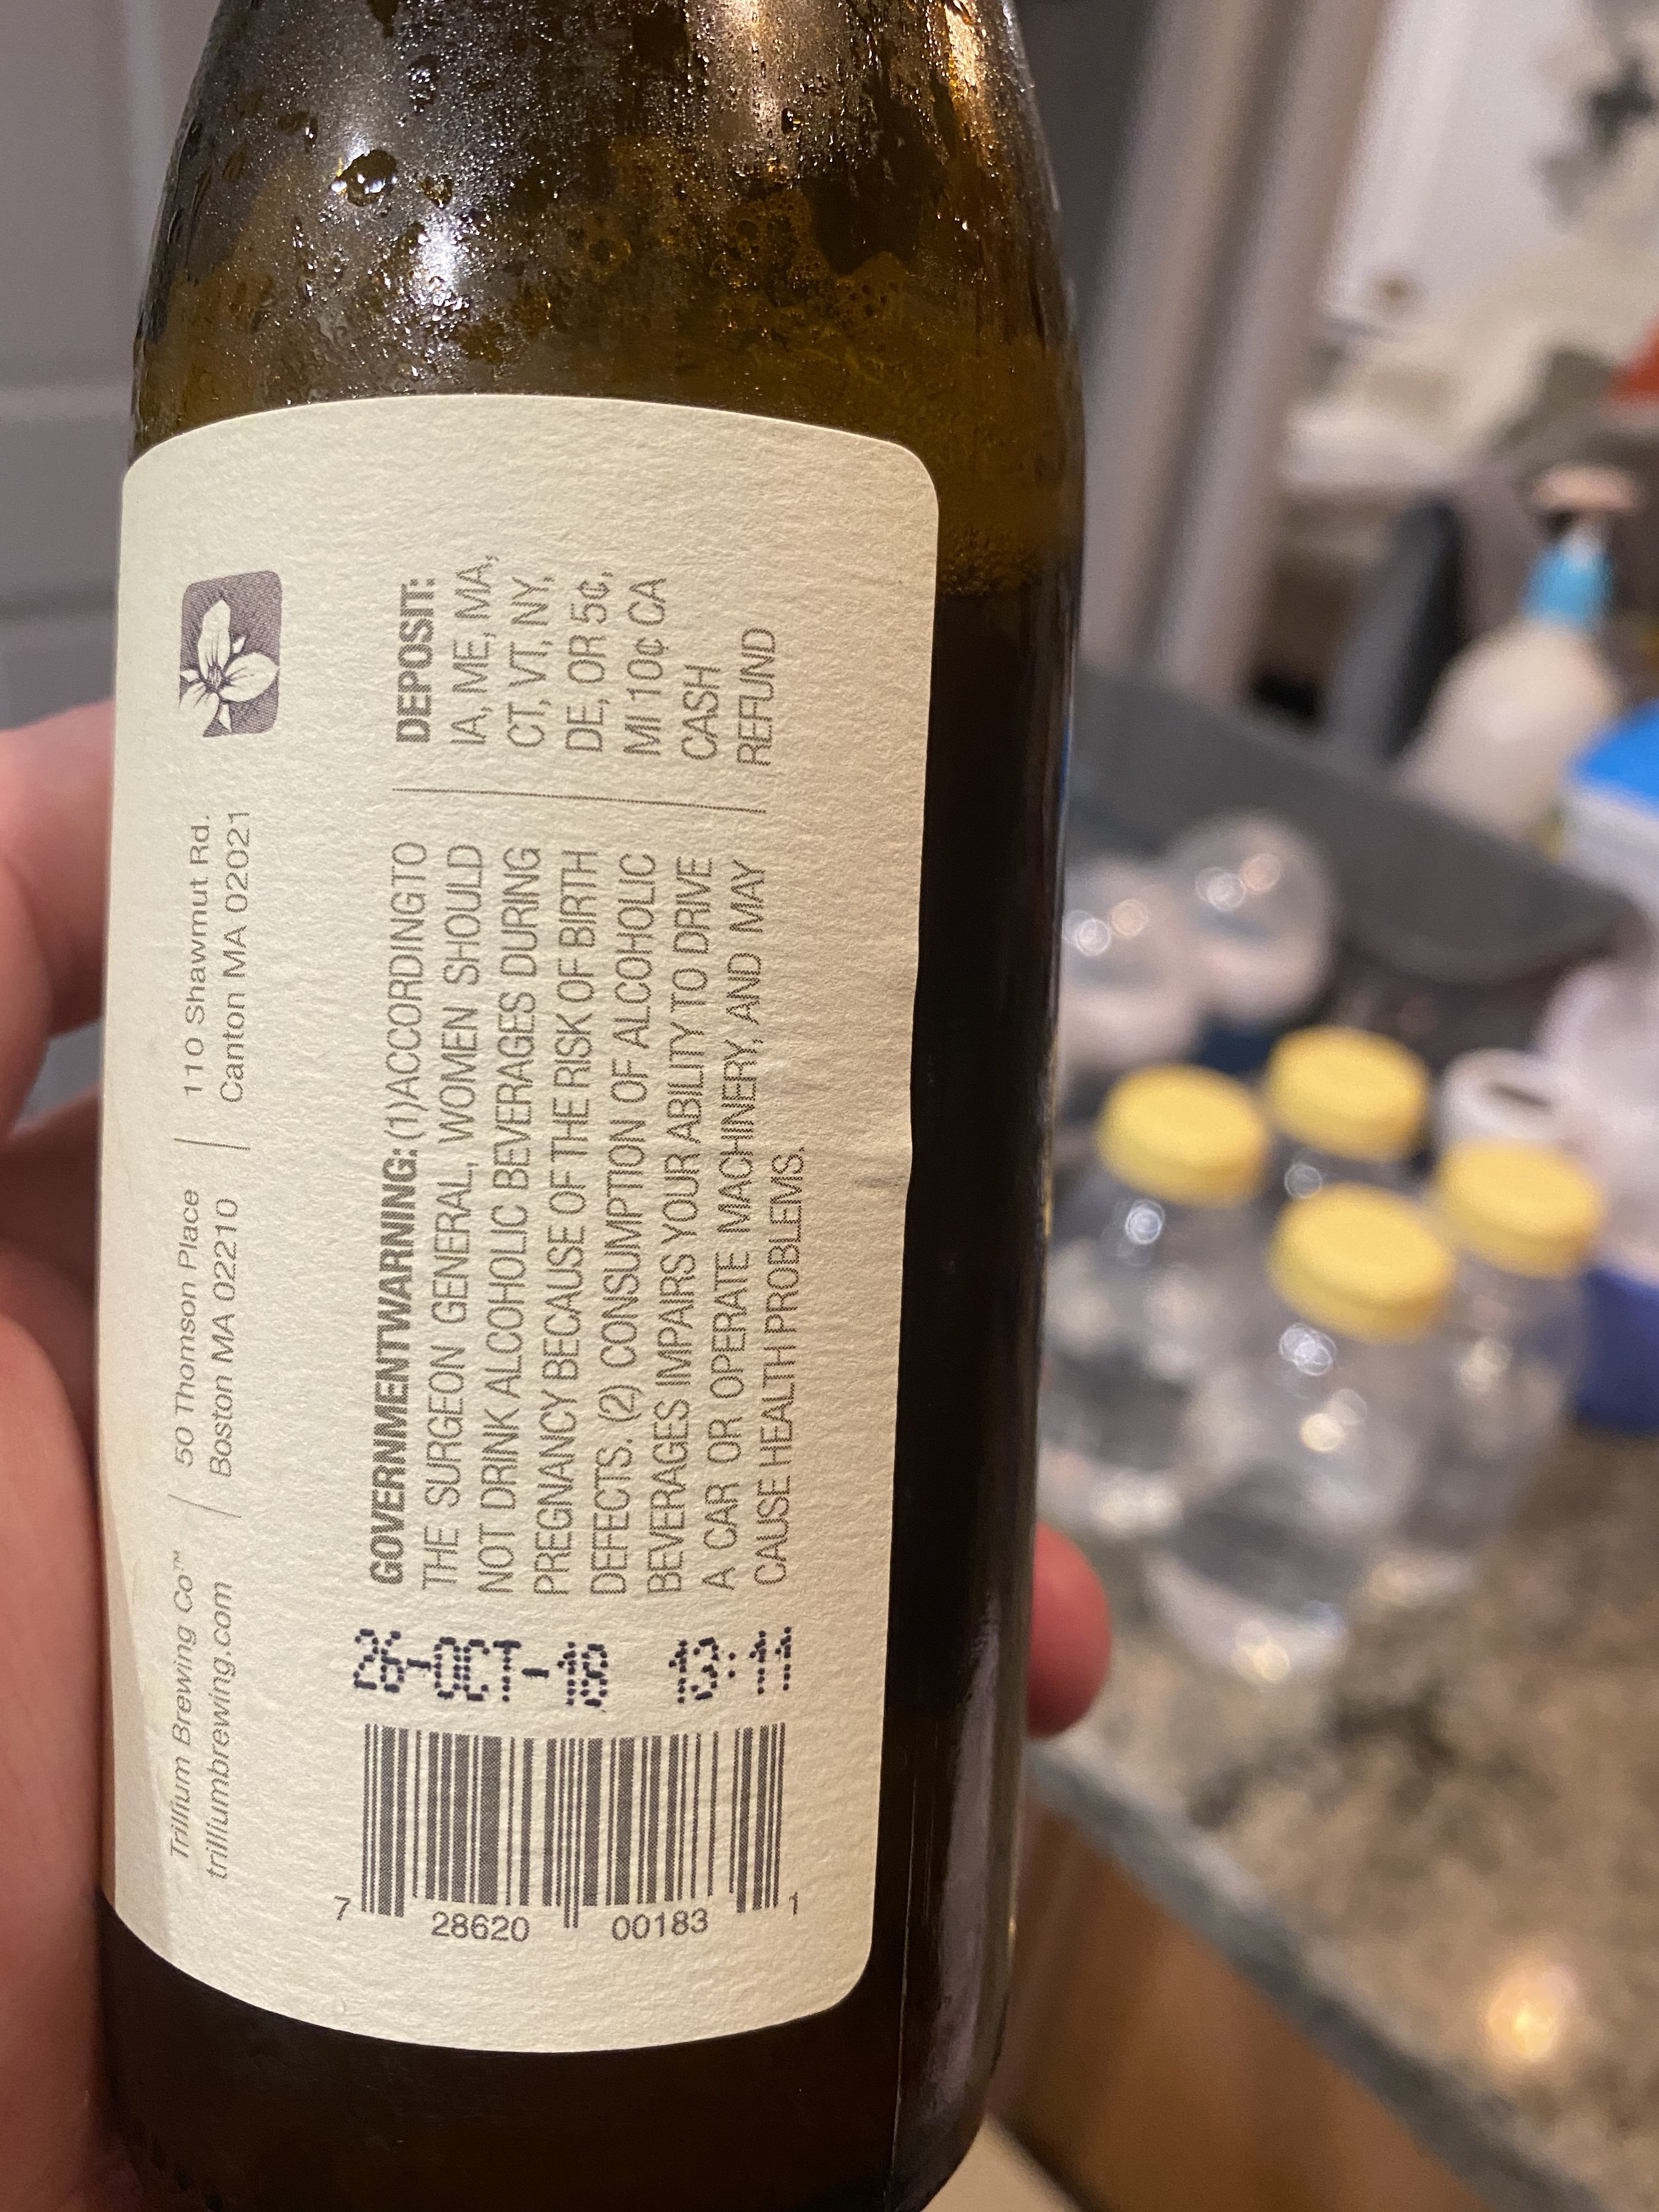 Trillium Brewing Co™
trilliumbrewing.com
50 Thomson Place
Boston MA 02210
110 Shawmut Rd.
Canton MA 02021
GOVERNMENT WARNING: (1) ACCORDING TO
THE SURGEON GENERAL, WOMEN SHOULD
NOT DRINK ALCOHOLIC BEVERAGES DURING
PREGNANCY BECAUSE OF THE RISK OF BIRTH
DEFECTS. (2) CONSUMPTION OF ALCOHOLIC
BEVERAGES IMPAIRS YOUR ABILITY TO DRIVE
A CAR OR OPERATE MACHINERY, AND MAY
CAUSE HEALTH PROBLEMS.
DEPOSIT:
IA, ME, MA,
CT, VT, NY,
DE, OR 5¢,
MI 10¢ CA
CASH
REFUND
26-OCT-18 13:11
7 28620 00183 1